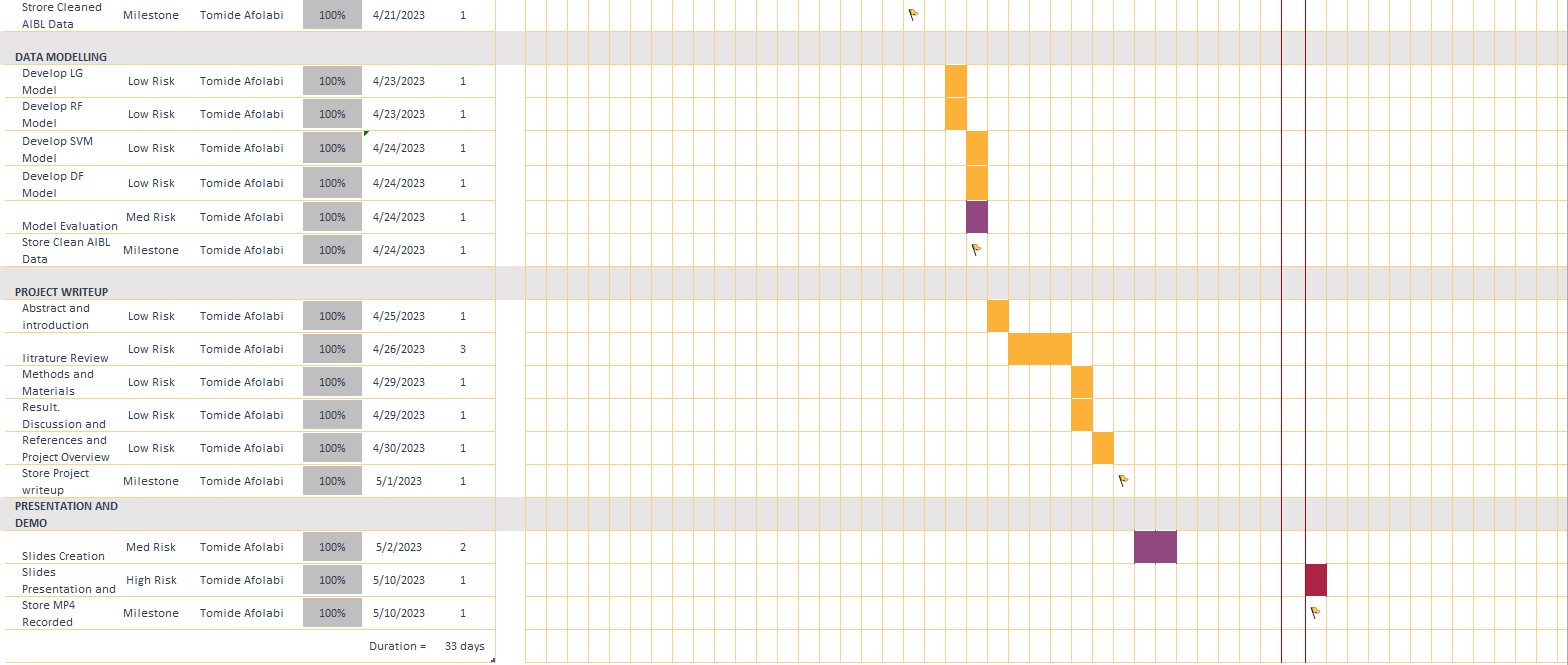 Strore Cleaned
AIBL Data Milestone Tomide Afolabi 100% 4/21/2023 1
DATA MODELLING
Develop LG
Model Low Risk Tomide Afolabi 100% 4/23/2023 1
Develop RF
Model Low Risk Tomide Afolabi 100% 4/23/2023 1
Develop SVM
Model Low Risk Tomide Afolabi 100% 4/24/2023 1
Develop DF
Model Low Risk Tomide Afolabi 100% 4/24/2023 1
Model Evaluation Med Risk Tomide Afolabi 100% 4/24/2023 1
Store Clean AIBL
Data Milestone Tomide Afolabi 100% 4/24/2023 1
PROJECT WRITEUP
Abstract and
introduction Low Risk Tomide Afolabi 100% 4/25/2023 1
litrature Review Low Risk Tomide Afolabi 100% 4/26/2023 3
Methods and
Materials Low Risk Tomide Afolabi 100% 4/29/2023 1
Result.
Discussion and Low Risk Tomide Afolabi 100% 4/29/2023 1
References and
Project Overview Low Risk Tomide Afolabi 100% 4/30/2023 1
Store Project
writeup Milestone Tomide Afolabi 100% 5/1/2023 1
PRESENTATION AND
DEMO
Slides Creation Med Risk Tomide Afolabi 100% 5/2/2023 2
Slides
Presentation and High Risk Tomide Afolabi 100% 5/10/2023 1
Store MP4
Recorded Milestone Tomide Afolabi 100% 5/10/2023 1
Duration = 33 days